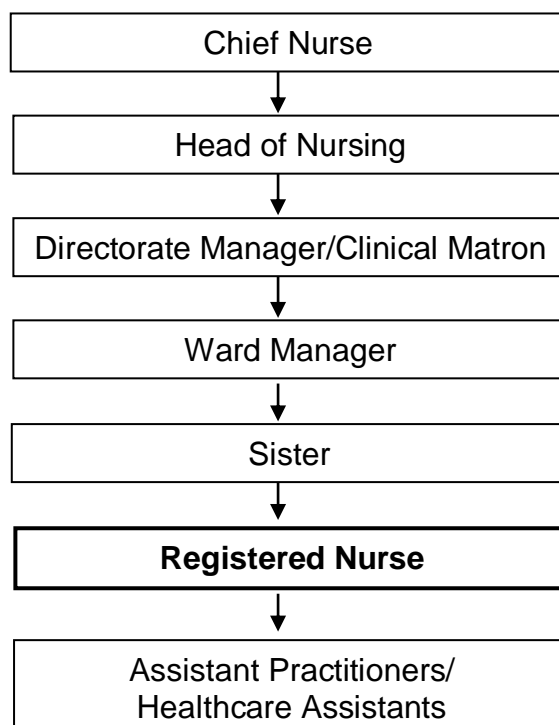 Chief Nurse
Head of Nursing
Directorate Manager/Clinical Matron
Ward Manager
Sister
Registered Nurse
Assistant Practitioners/
Healthcare Assistants